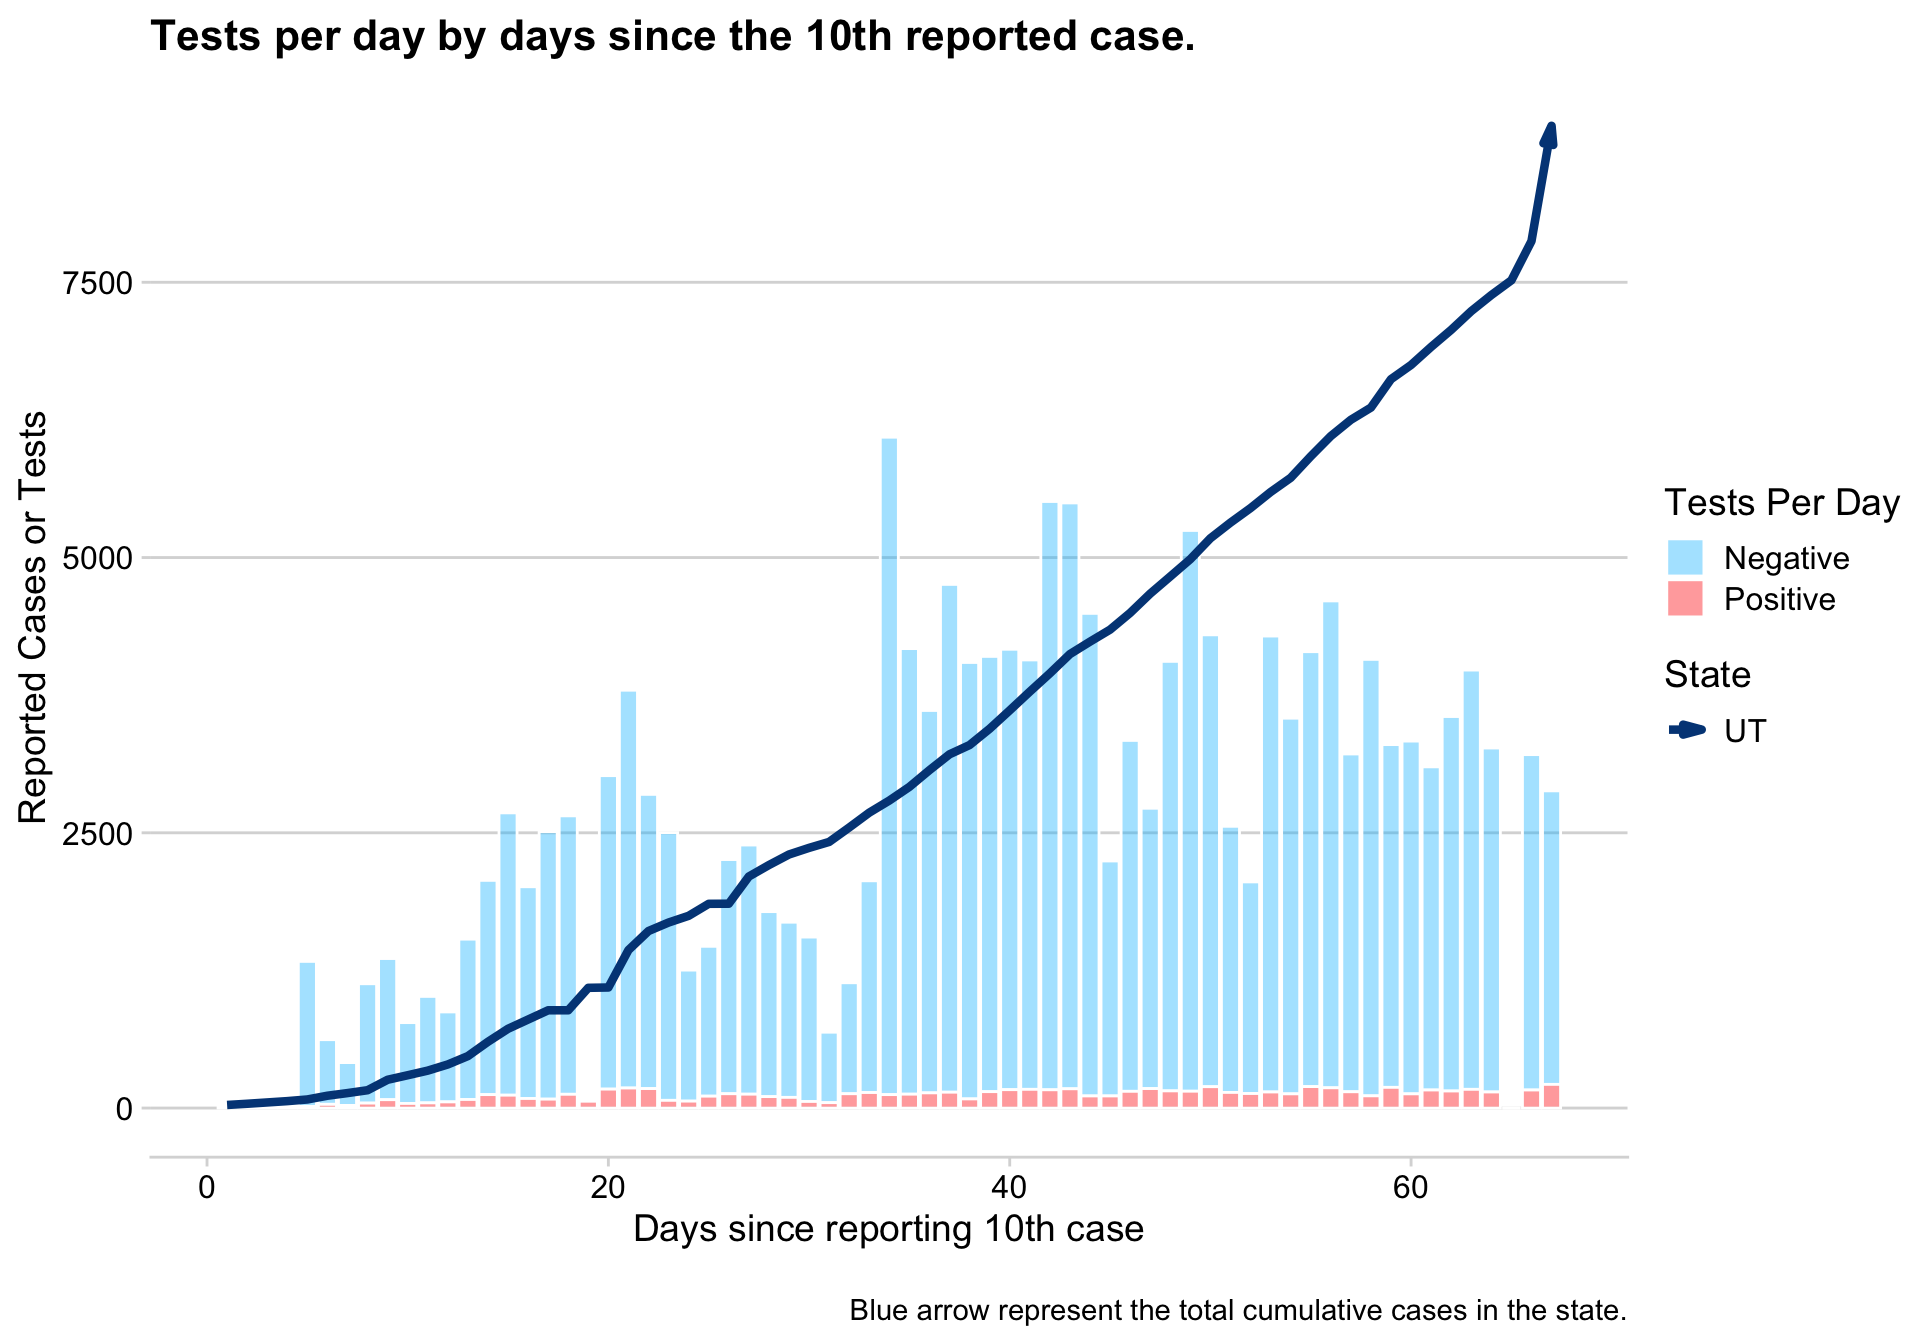 Tests per day by days since the 10th reported case.
Reported Cases or Tests
7500
5000
2500
0
0 20 40 60
Days since reporting 10th case
Tests Per Day
Negative
Positive
State
UT
Blue arrow represent the total cumulative cases in the state.